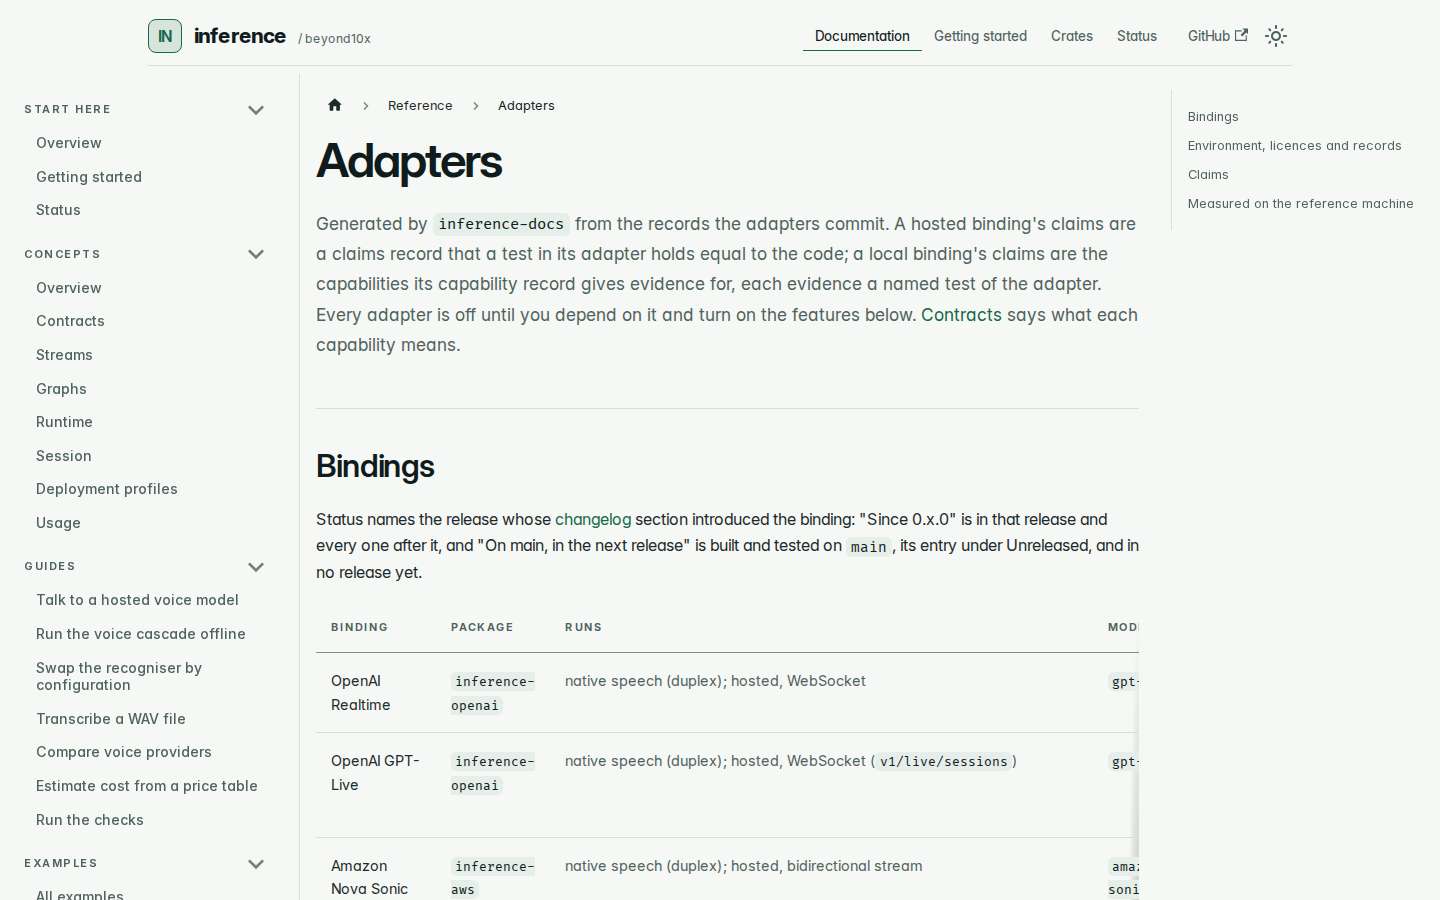 IN inference / beyond10x
Documentation Getting started Crates Status GitHub
START HERE
Overview
Getting started
Status
CONCEPTS
Overview
Contracts
Streams
Graphs
Runtime
Session
Deployment profiles
Usage
GUIDES
Talk to a hosted voice model
Run the voice cascade offline
Swap the recogniser by
configuration
Transcribe a WAV file
Compare voice providers
Estimate cost from a price table
Run the checks
EXAMPLES
All examples
Reference Adapters
Adapters
Generated by inference-docs from the records the adapters commit. A hosted binding's claims are
a claims record that a test in its adapter holds equal to the code; a local binding's claims are the
capabilities its capability record gives evidence for, each evidence a named test of the adapter.
Every adapter is off until you depend on it and turn on the features below. Contracts says what each
capability means.
Bindings
Status names the release whose changelog section introduced the binding: "Since 0.x.0" is in that release and
every one after it, and "On main, in the next release" is built and tested on main, its entry under Unreleased, and in
no release yet.
BINDING PACKAGE RUNS
OpenAI
Realtime
inference-
openai
native speech (duplex); hosted, WebSocket
OpenAI GPT-
Live
inference-
openai
native speech (duplex); hosted, WebSocket (v1/live/sessions)
Amazon
Nova Sonic
inference-
aws
native speech (duplex); hosted, bidirectional stream
Bindings
Environment, licences and records
Claims
Measured on the reference machine